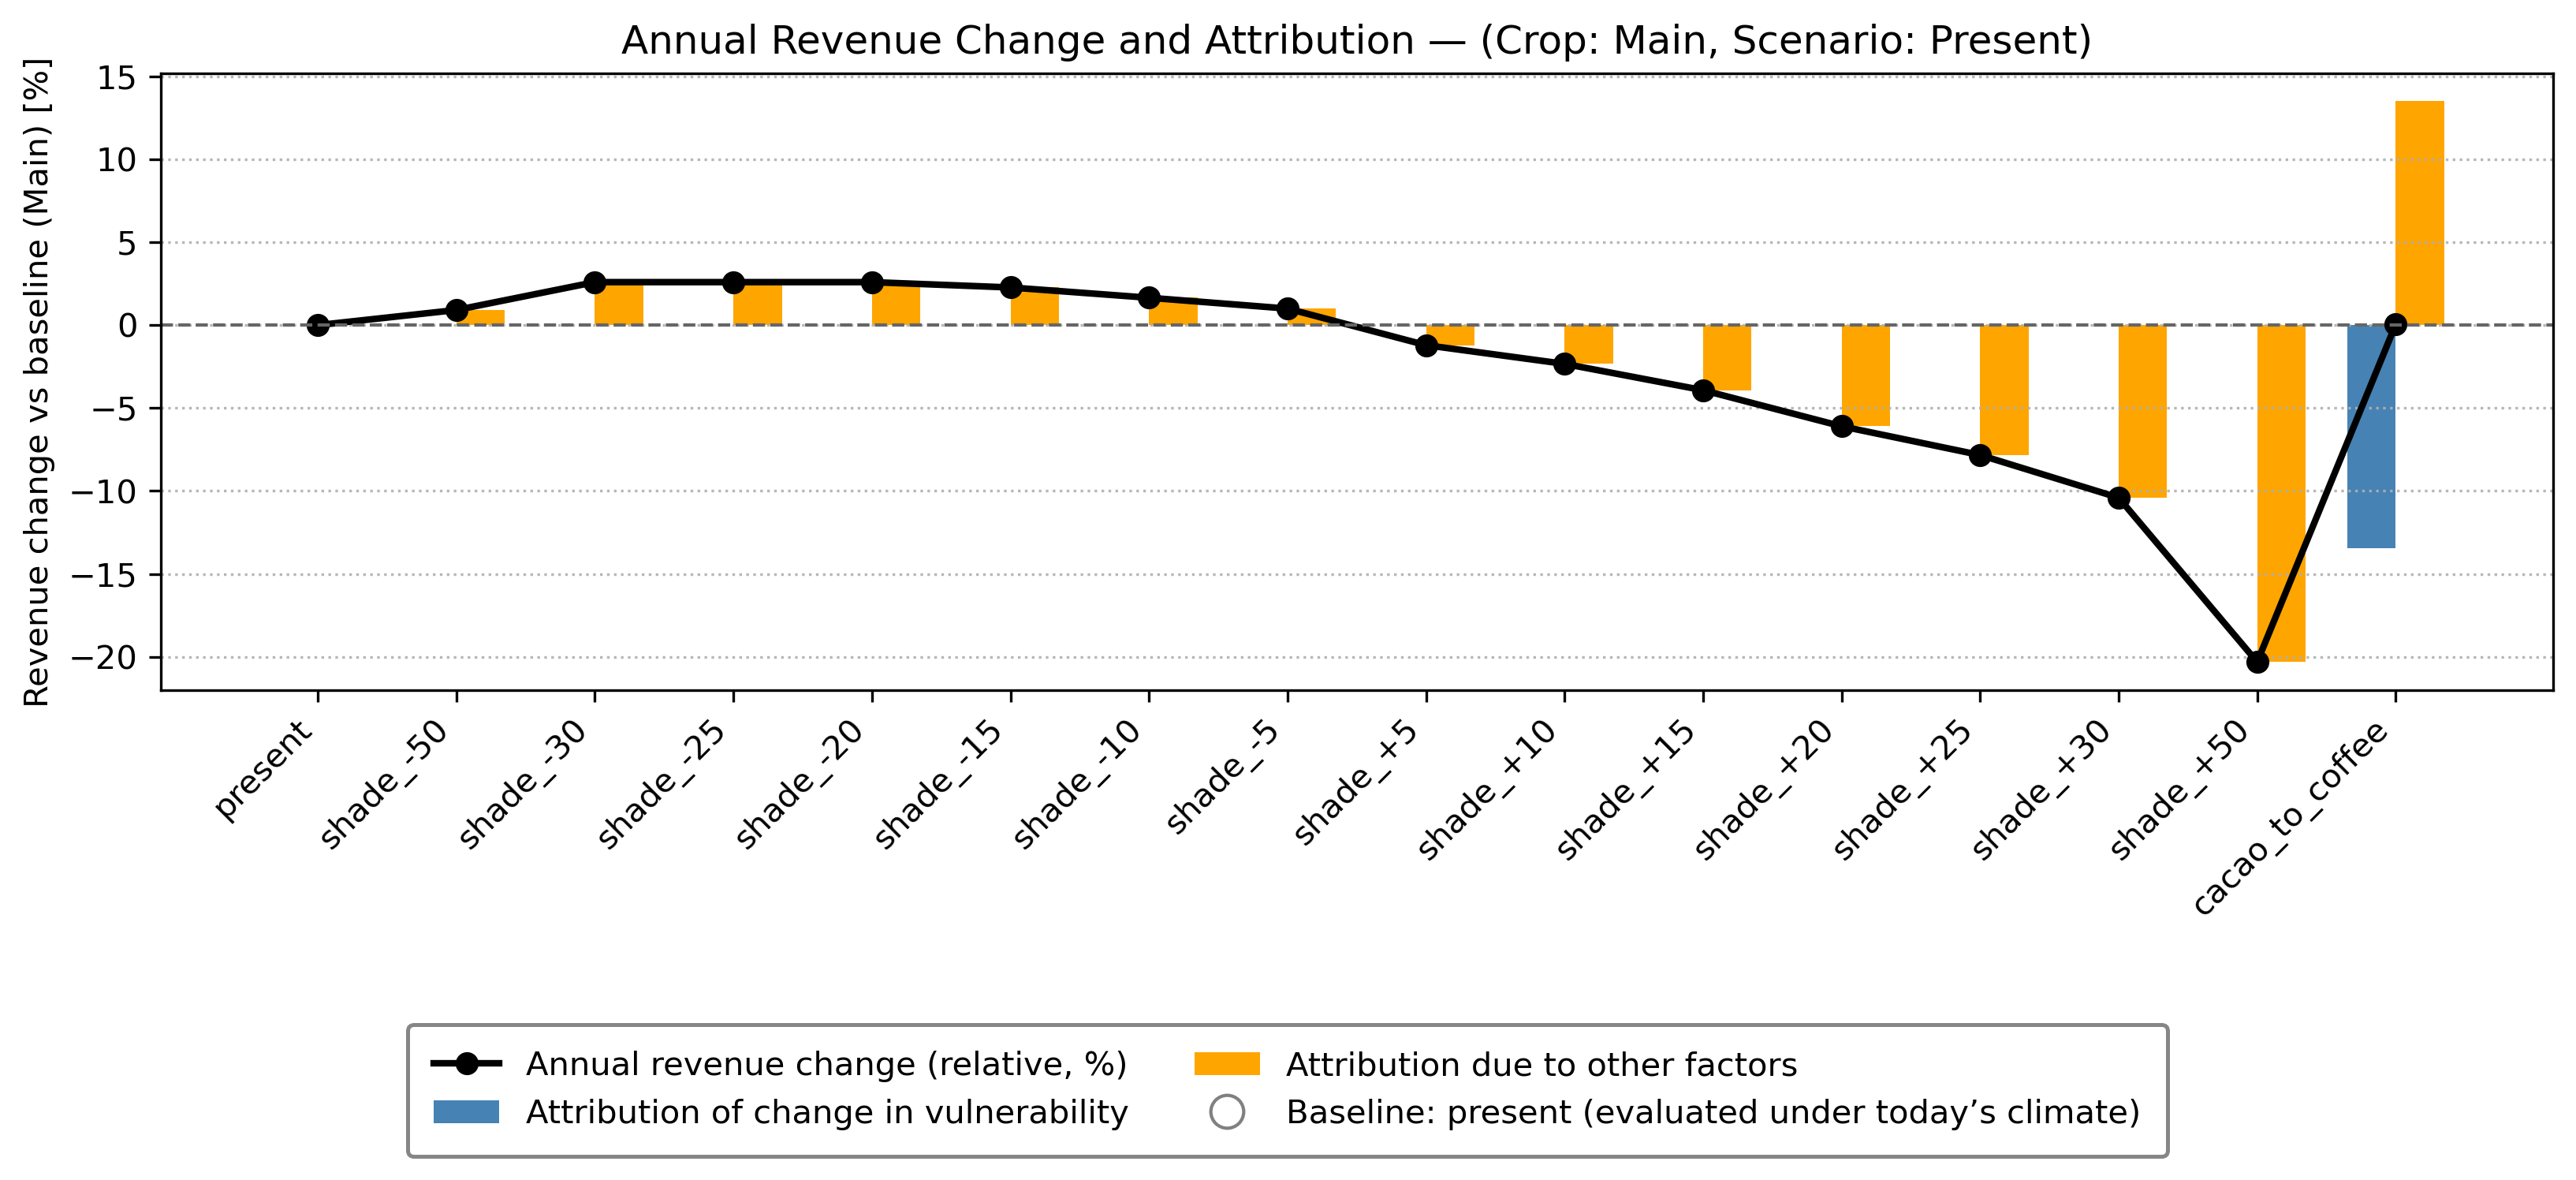 Annual Revenue Change and Attribution — (Crop: Main, Scenario: Present)
Revenue change vs baseline (Main) [%]
15
10
5
0
−5
−10
−15
−20
present
shade_-50
shade_-30
shade_-25
shade_-20
shade_-15
shade_-10
shade_-5
shade_+5
shade_+10
shade_+15
shade_+20
shade_+25
shade_+30
shade_+50
cacao_to_coffee
Annual revenue change (relative, %)
Attribution of change in vulnerability
Attribution due to other factors
Baseline: present (evaluated under today’s climate)